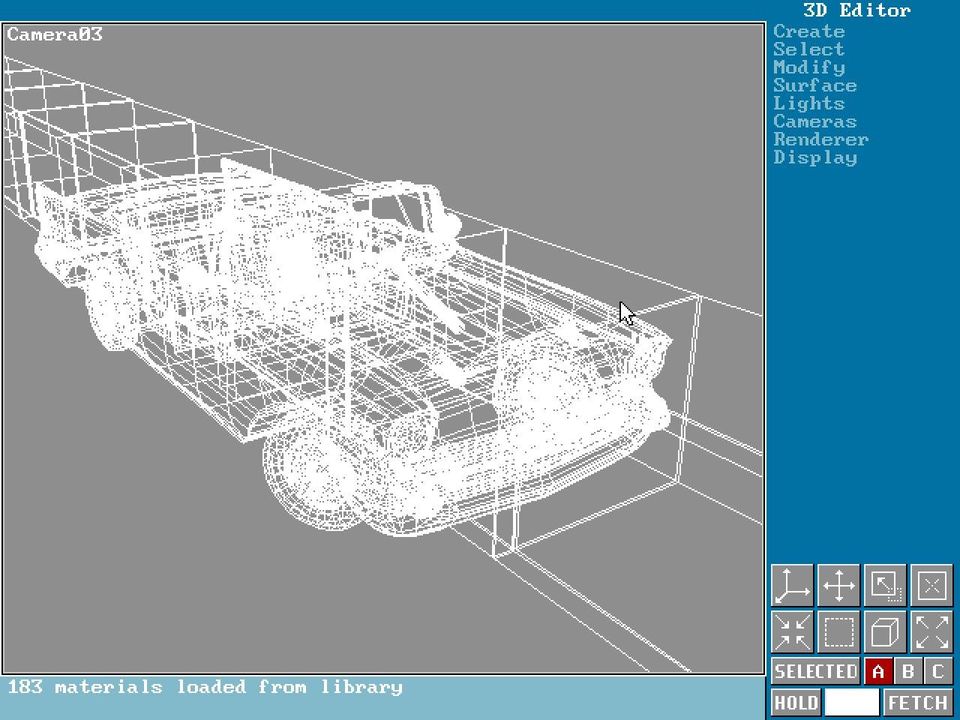 3D Editor
Camera03
Create
Select
Modify
Surface
Lights
Cameras
Renderer
Display
SELECTED A B C
183 materials loaded from library
HOLD FETCH